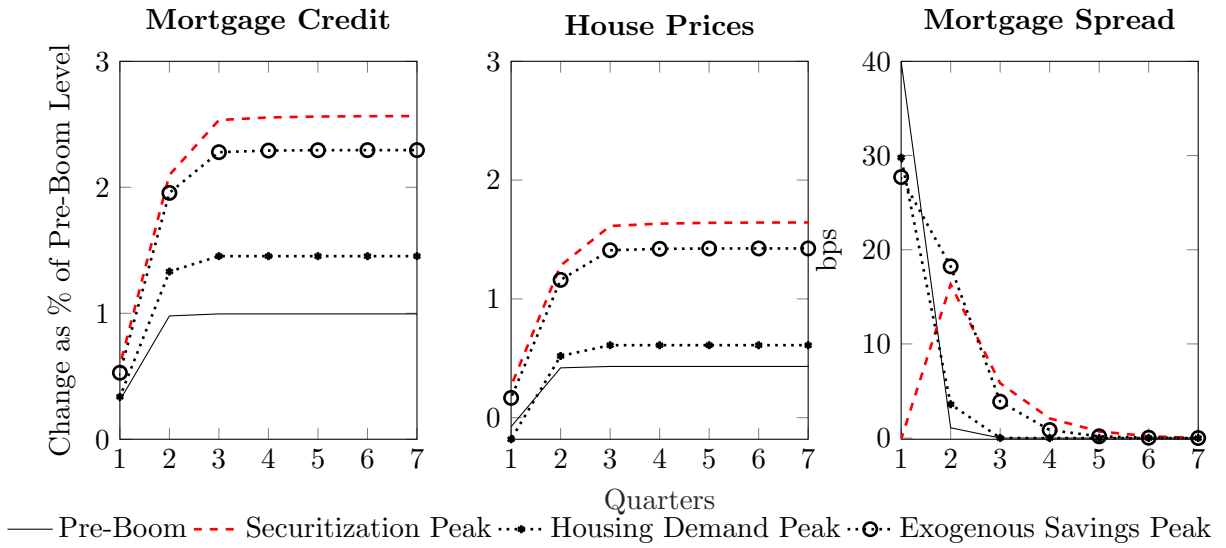 Mortgage Credit
House Prices
Mortgage Spread
Change as % of Pre-Boom Level
3
2
1
0
1 2 3 4 5 6 7
3
2
1
0
1 2 3 4 5 6 7
Quarters
bps
40
30
20
10
0
1 2 3 4 5 6 7
Pre-Boom Securitization Peak Housing Demand Peak Exogenous Savings Peak